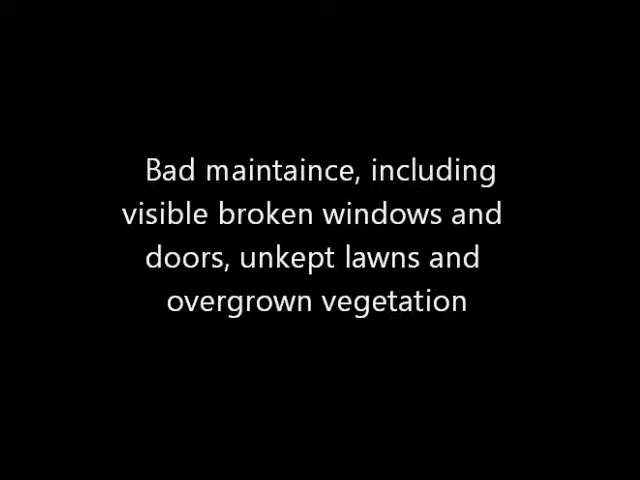 Bad maintaince, including
visible broken windows and
doors, unkept lawns and
overgrown vegetation